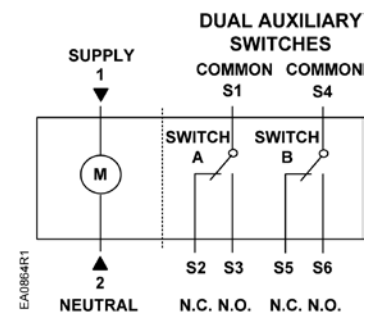 DUAL AUXILIARY
SWITCHES
SUPPLY
1
COMMON COMMON
S1 S4
SWITCH SWITCH
A B
M
2
NEUTRAL
S2 S3 S5 S6
N.C. N.O. N.C. N.O.
EA0864R1